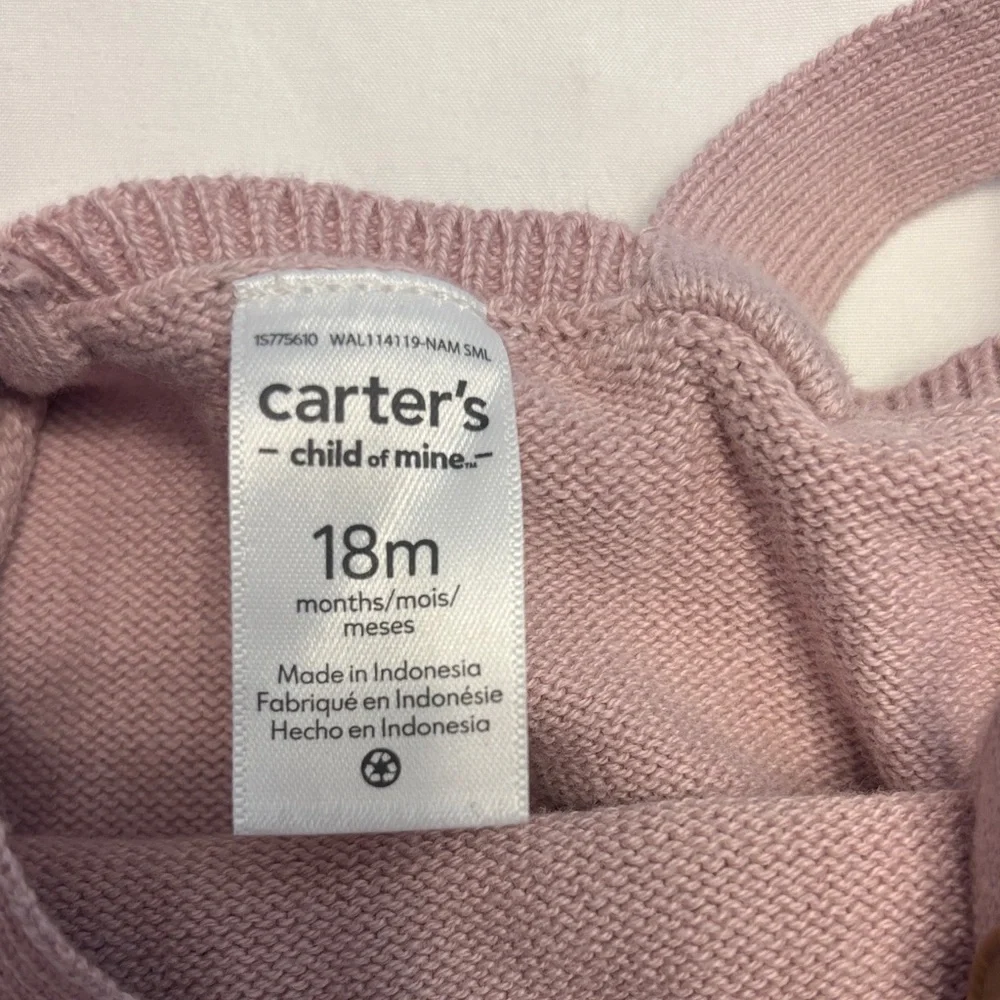 1S775610 WAL114119-NAM SML
carter's
- child of mine™ -
18m
months/mois/
meses
Made in Indonesia
Fabriqué en Indonésie
Hecho en Indonesia